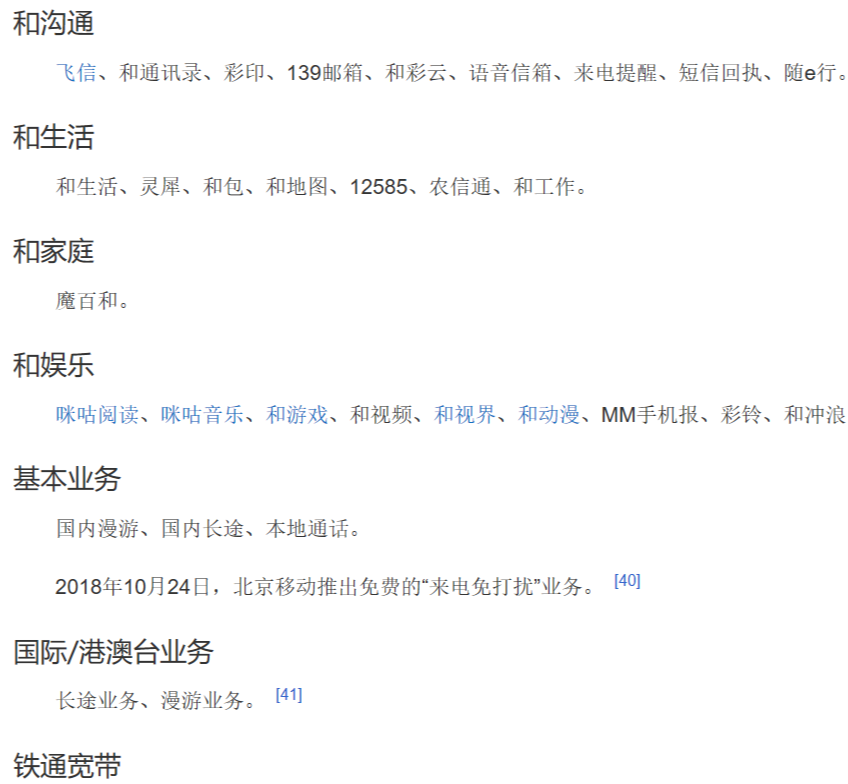 和沟通
飞信、和通讯录、彩印、139邮箱、和彩云、语音信箱、来电提醒、短信回执、随e行。
和生活
和生活、灵犀、和包、和地图、12585、农信通、和工作。
和家庭
魔百和。
和娱乐
咪咕阅读、咪咕音乐、和游戏、和视频、和视界、和动漫、MM手机报、彩铃、和冲浪
基本业务
国内漫游、国内长途、本地通话。
2018年10月24日，北京移动推出免费的“来电免打扰”业务。 [40]
国际/港澳台业务
长途业务、漫游业务。 [41]
铁通宽带